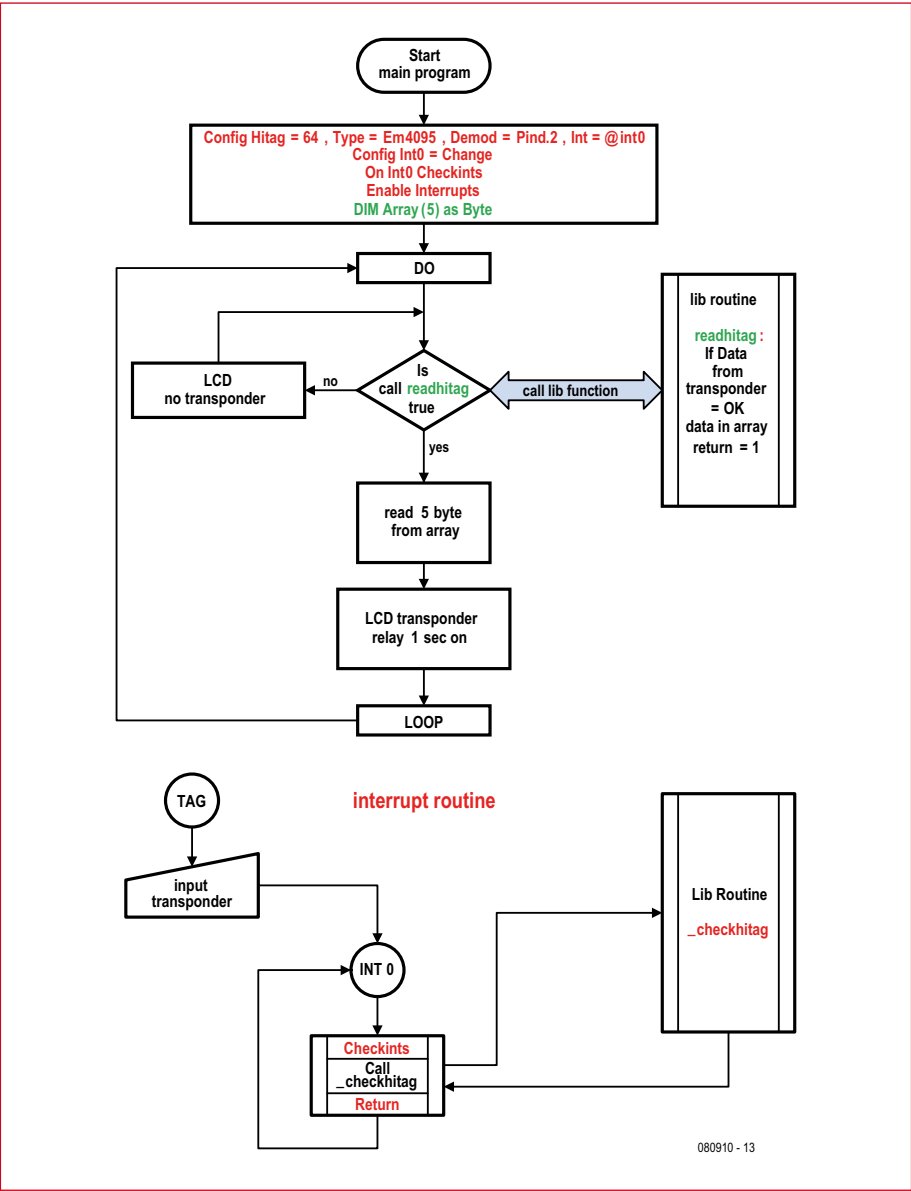 Start
main program
Config Hitag = 64 , Type = Em4095 , Demod = Pind.2 , Int = @int0
Config Int0 = Change
On Int0 Checkints
Enable Interrupts
DIM Array (5) as Byte
DO
lib routine
readhitag :
If Data
from
transponder
= OK
data in array
return = 1
LCD
no transponder
no
Is
call readhitag
true
call lib function
yes
read 5 byte
from array
LCD transponder
relay 1 sec on
LOOP
TAG
interrupt routine
input
transponder
INT 0
Lib Routine
_checkhitag
Checkints
Call
_checkhitag
Return
080910 - 13